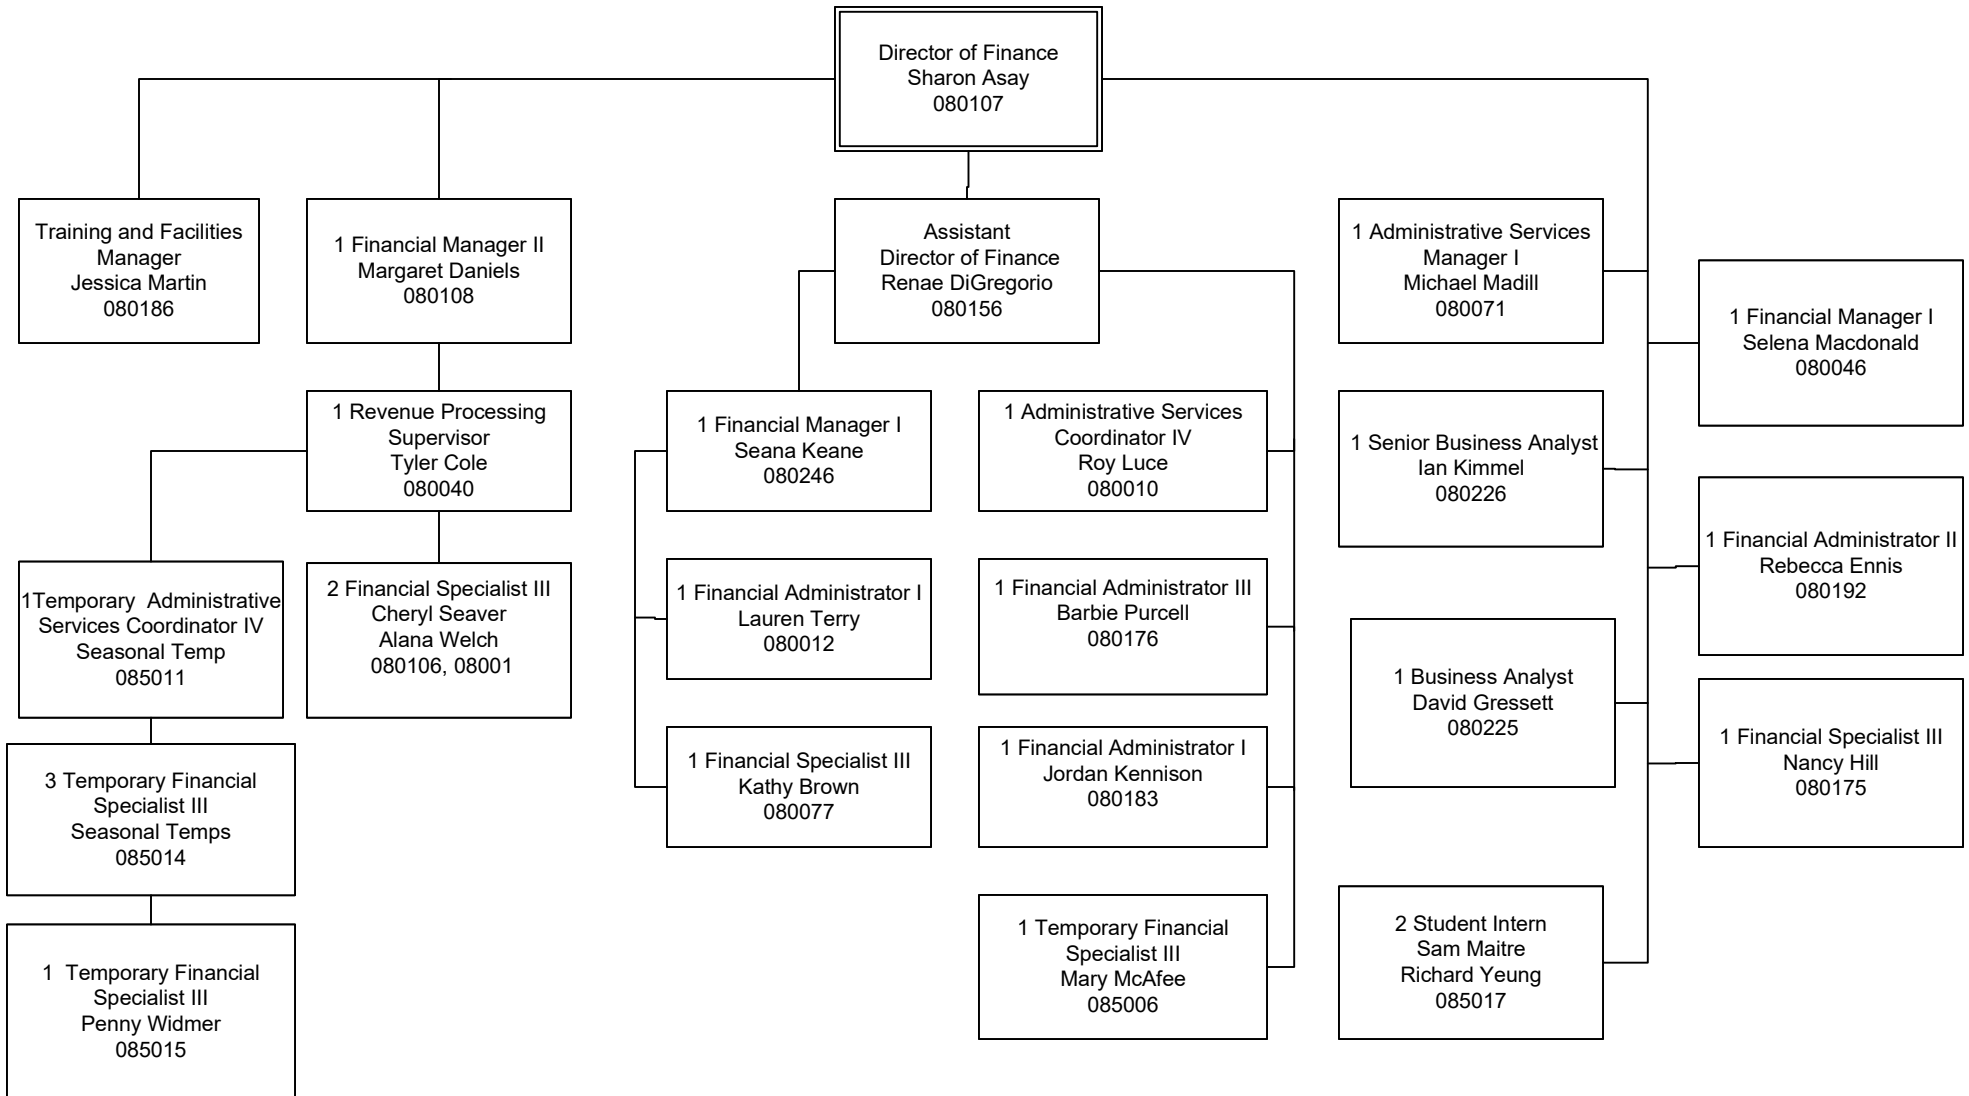 Director of Finance
Sharon Asay
080107
Training and Facilities
Manager
Jessica Martin
080186
1 Financial Manager II
Margaret Daniels
080108
Assistant
Director of Finance
Renae DiGregorio
080156
1 Administrative Services
Manager I
Michael Madill
080071
1 Financial Manager I
Selena Macdonald
080046
1 Revenue Processing
Supervisor
Tyler Cole
080040
1 Financial Manager I
Seana Keane
080246
1 Administrative Services
Coordinator IV
Roy Luce
080010
1 Senior Business Analyst
Ian Kimmel
080226
1 Financial Administrator II
Rebecca Ennis
080192
1Temporary  Administrative
Services Coordinator IV
Seasonal Temp
085011
2 Financial Specialist III
Cheryl Seaver
Alana Welch
080106, 08001
1 Financial Administrator I
Lauren Terry
080012
1 Financial Administrator III
Barbie Purcell
080176
1 Business Analyst
David Gressett
080225
1 Financial Specialist III
Nancy Hill
080175
3 Temporary Financial
Specialist III
Seasonal Temps
085014
1 Financial Specialist III
Kathy Brown
080077
1 Financial Administrator I
Jordan Kennison
080183
1  Temporary Financial
Specialist III
Penny Widmer
085015
1 Temporary Financial
Specialist III
Mary McAfee
085006
2 Student Intern
Sam Maitre
Richard Yeung
085017